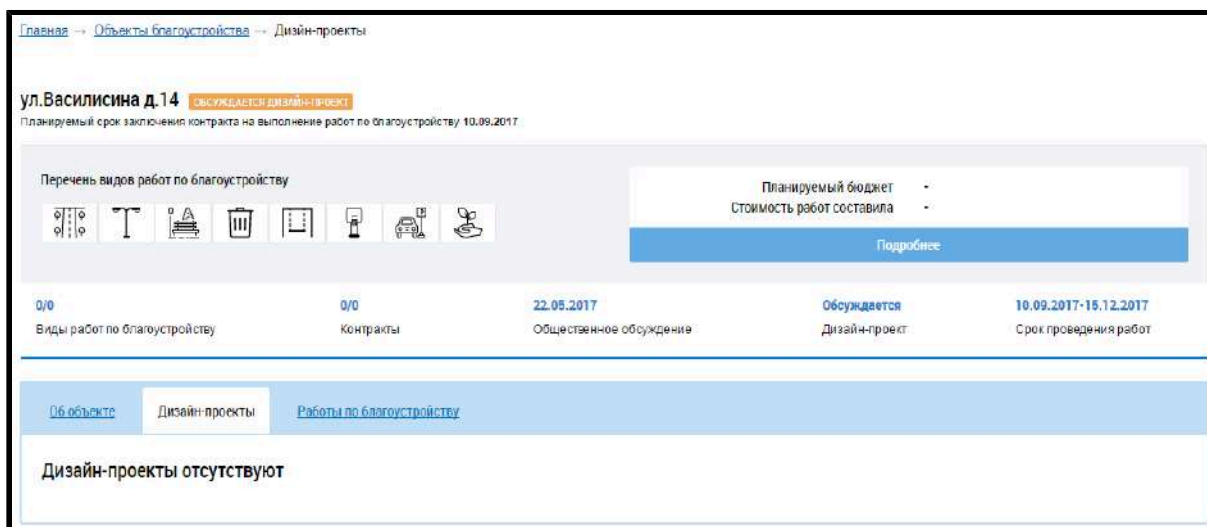 Главная → Объекты благоустройства → Дизайн-проекты
ул.Василисина д.14 ОБСУЖДАЕТСЯ ДИЗАЙН-ПРОЕКТ
Планируемый срок заключения контракта на выполнение работ по благоустройству 10.09.2017
Перечень видов работ по благоустройству
Планируемый бюджет -
Стоимость работ составила -
Подробнее
0/0 0/0 22.05.2017 Обсуждается 10.09.2017-15.12.2017
Виды работ по благоустройству Контракты Общественное обсуждение Дизайн-проект Срок проведения работ
Об объекте Дизайн-проекты Работы по благоустройству
Дизайн-проекты отсутствуют